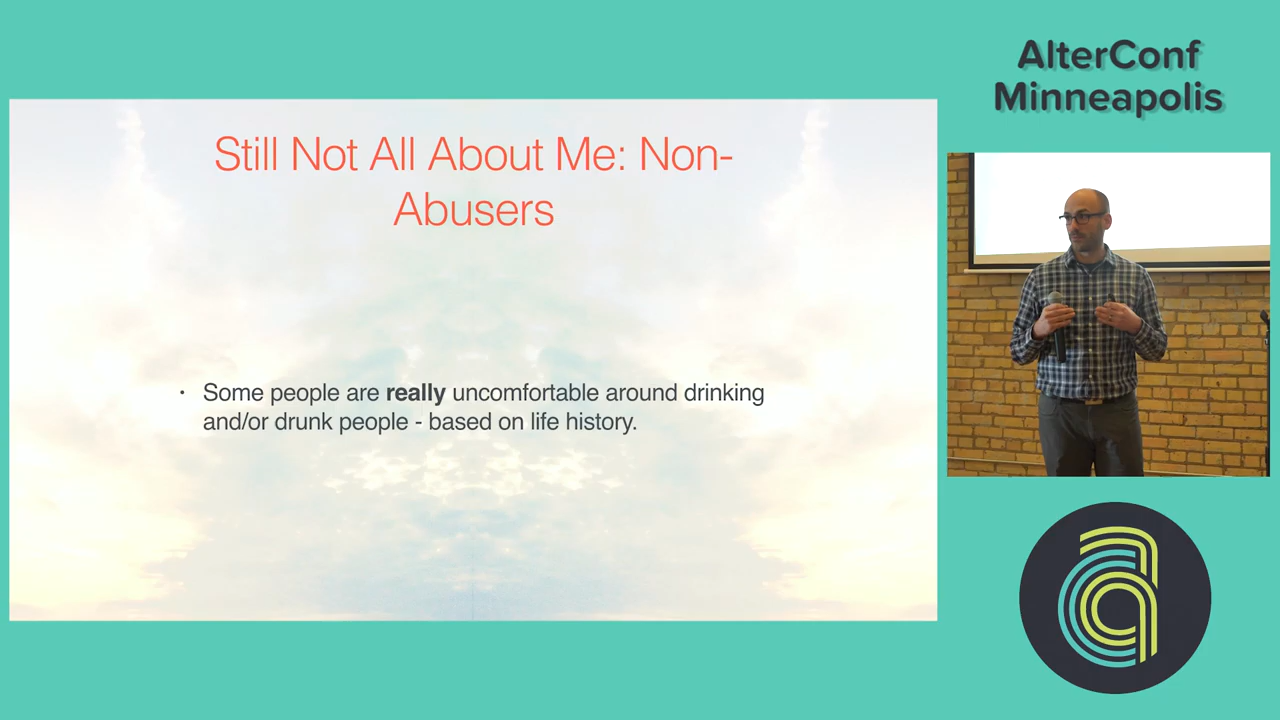 AlterConf
Minneapolis
Still Not All About Me: Non-
Abusers
· Some people are really uncomfortable around drinking
and/or drunk people - based on life history.